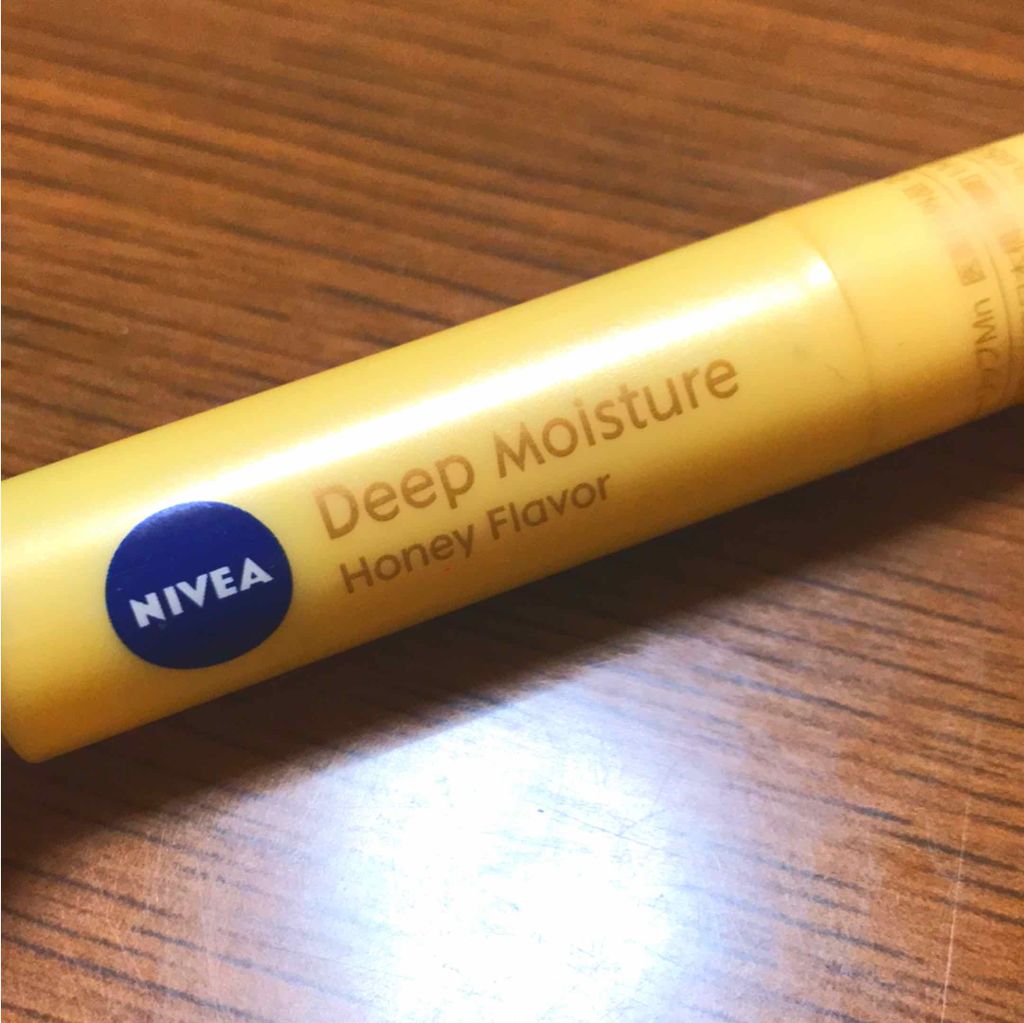 NIVEA
Deep Moisture
Honey Flavor